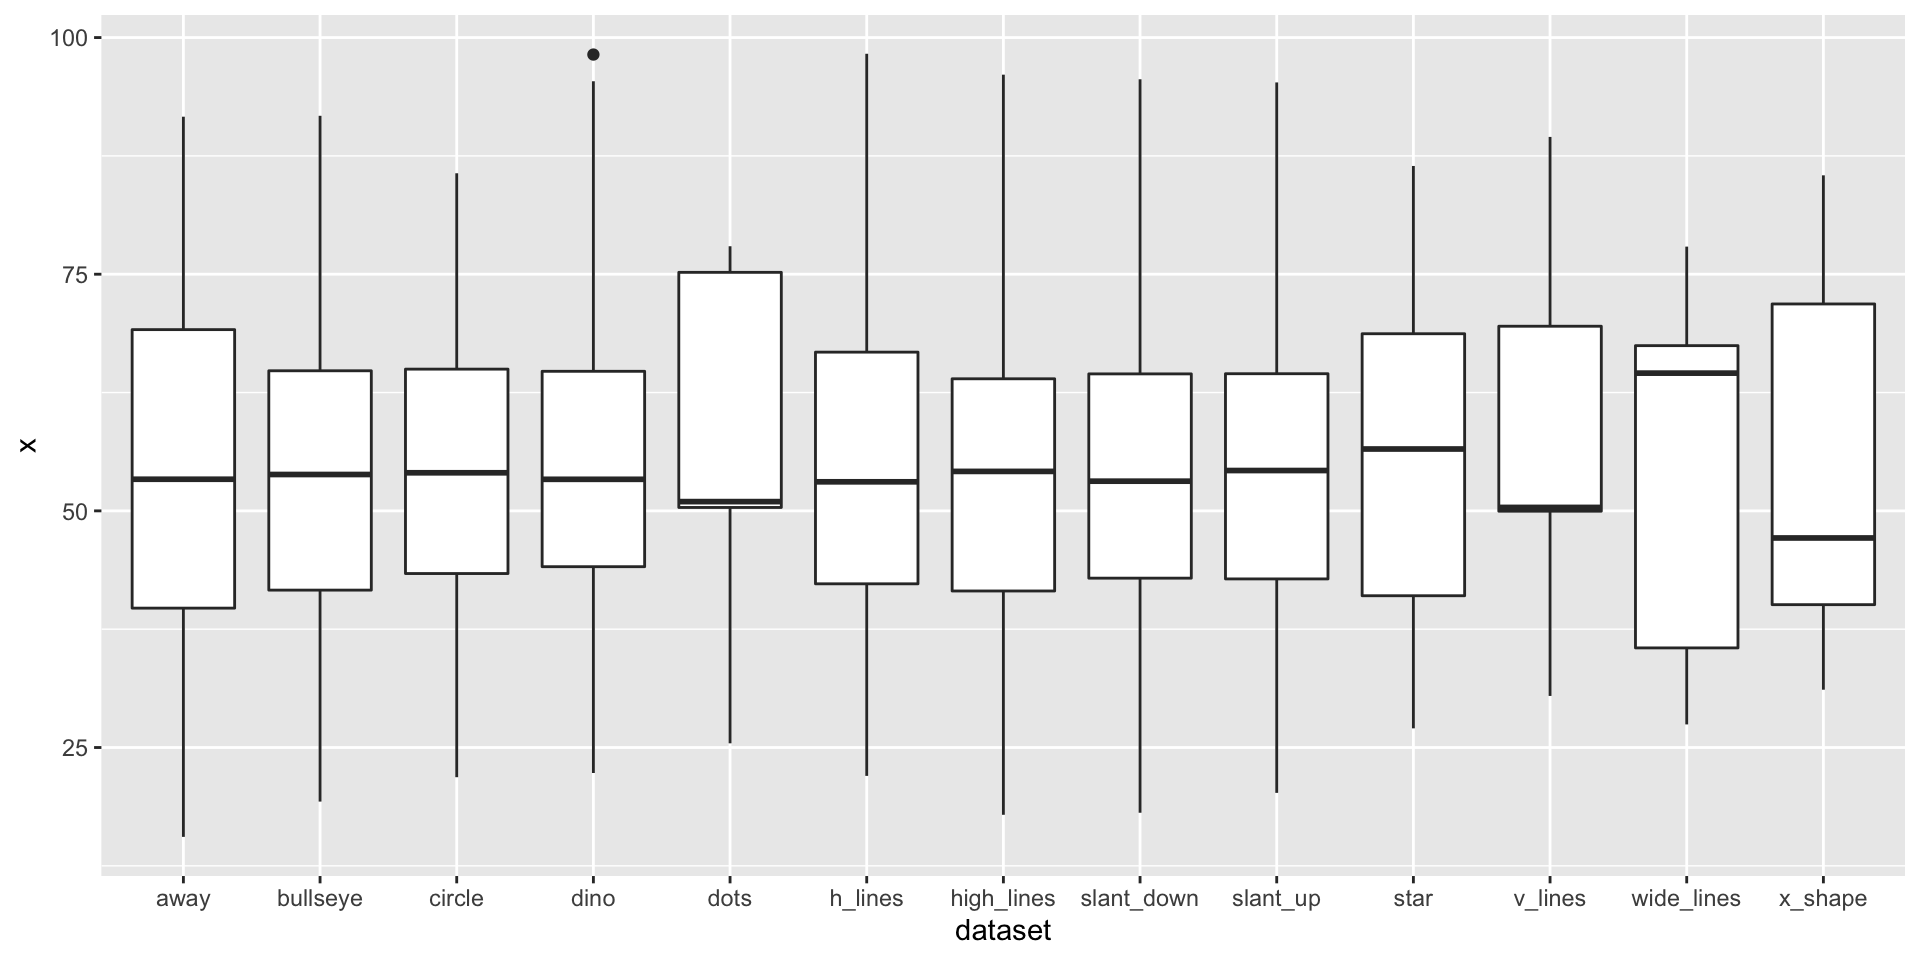 100
75
50
25
x
away bullseye circle dino dots h_lines high_lines slant_down slant_up star v_lines wide_lines x_shape
dataset